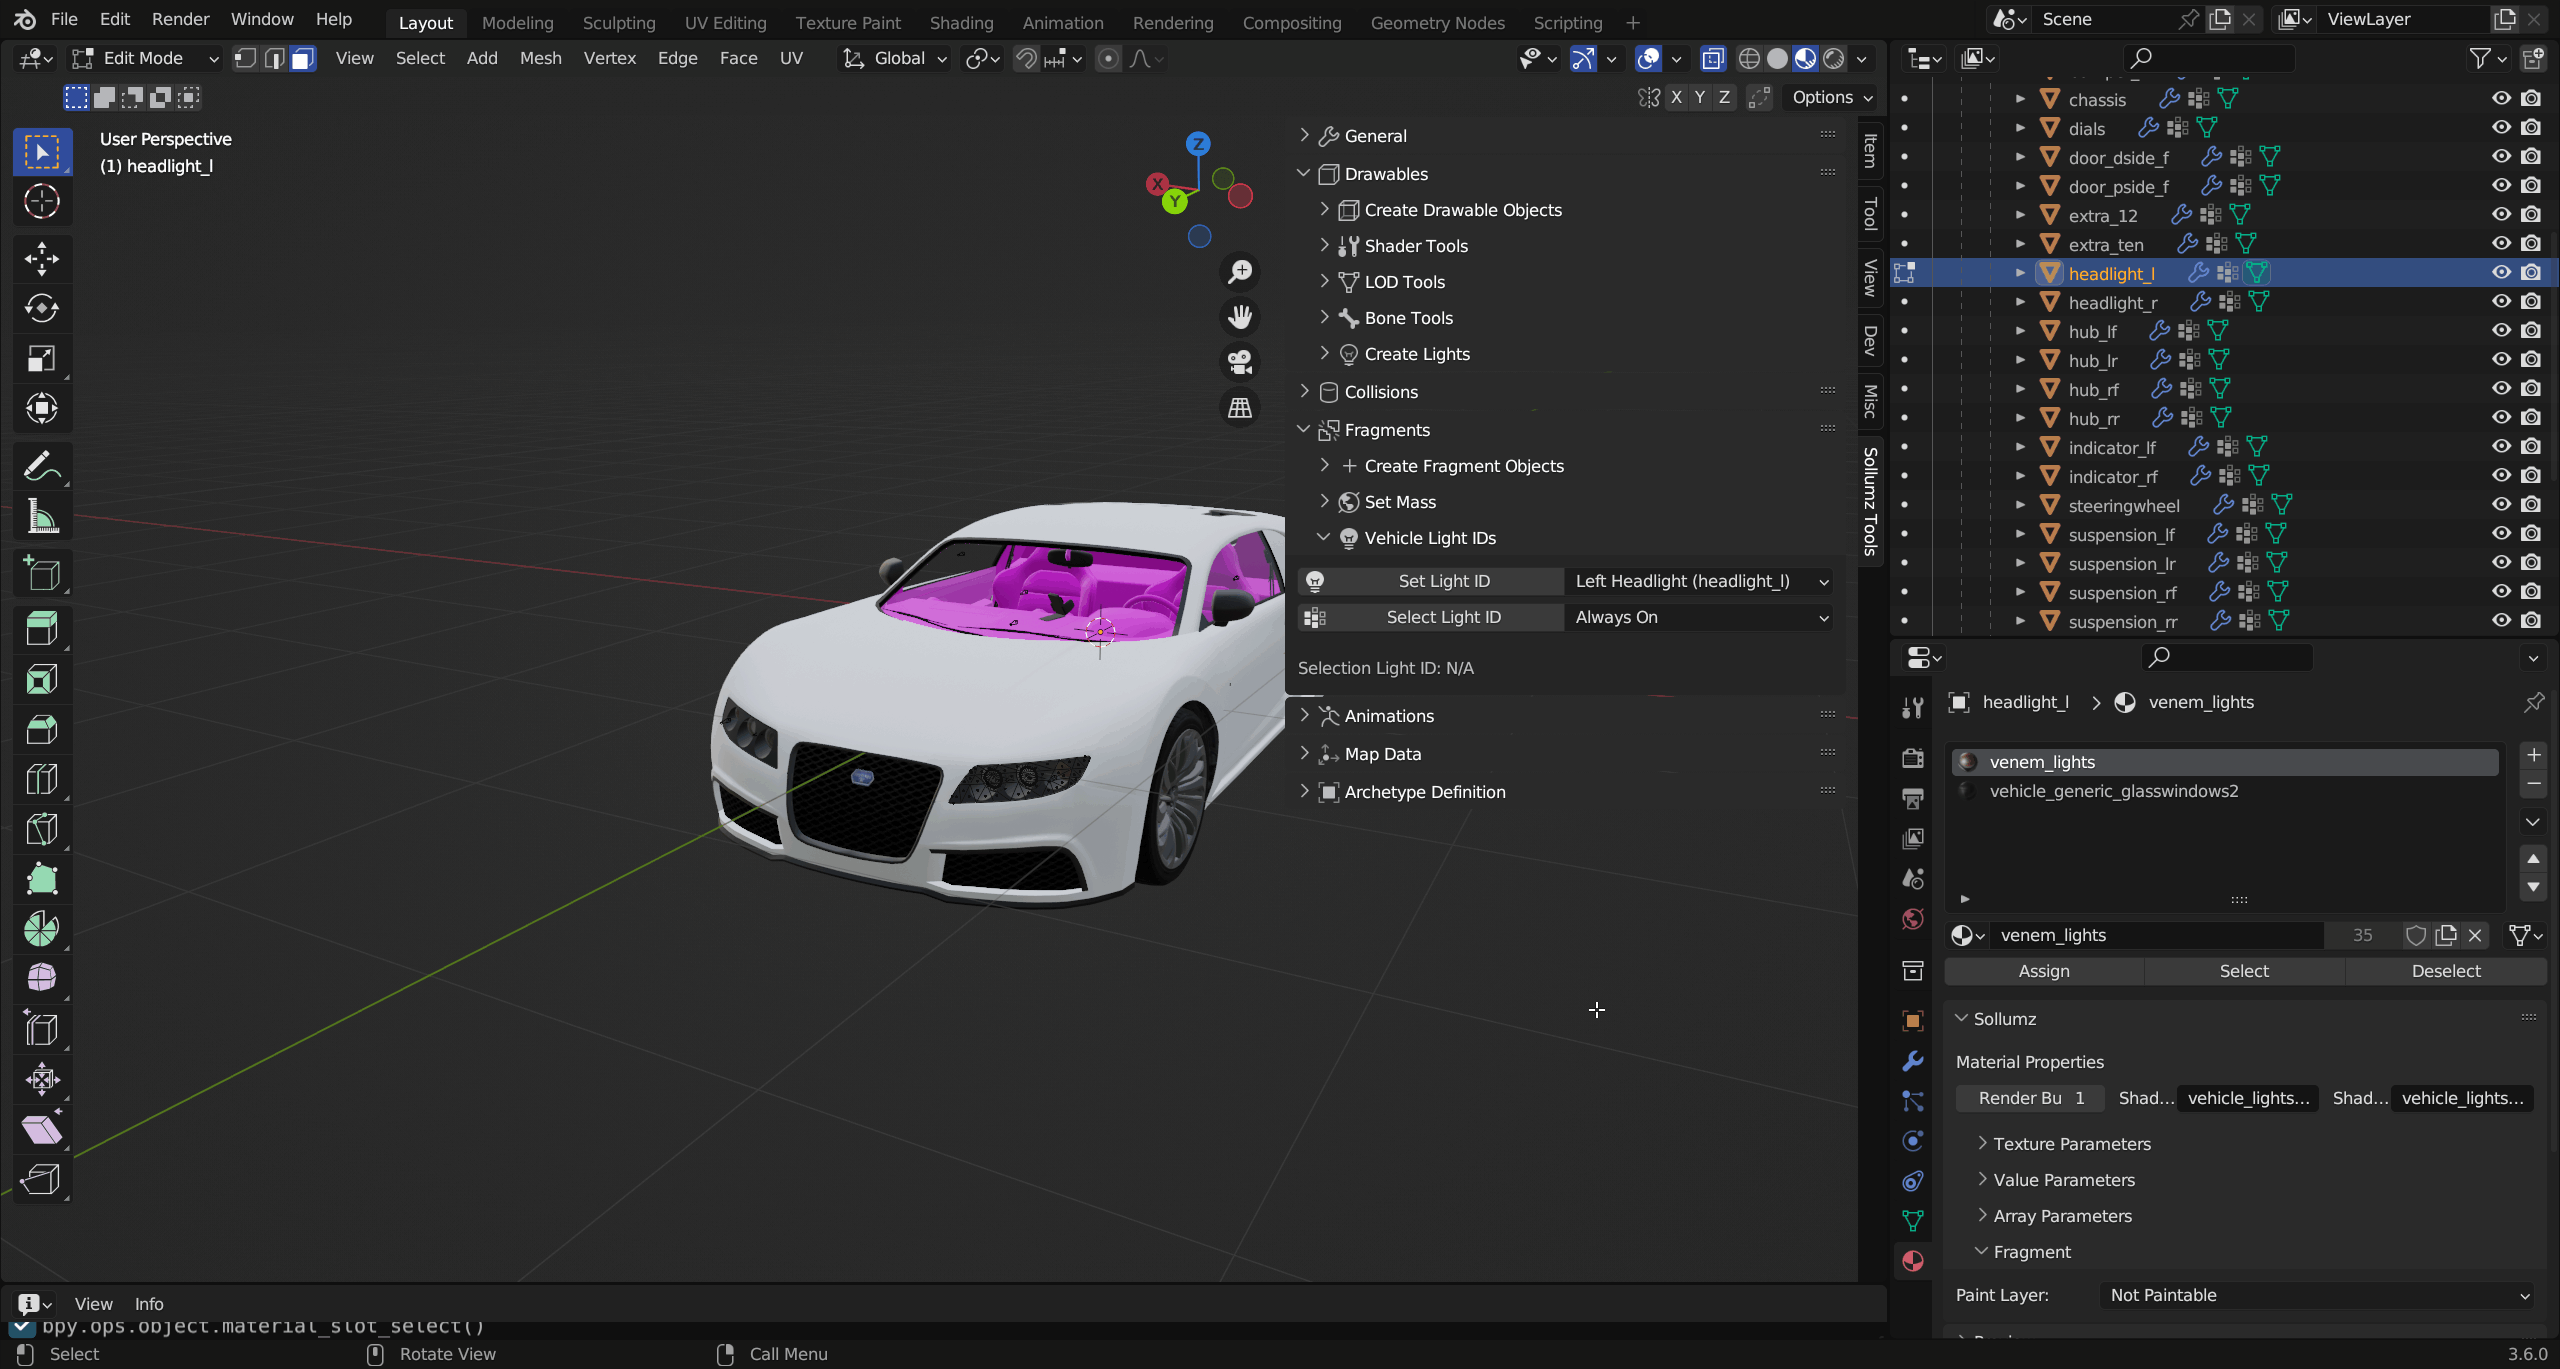 File Edit Render Window Help Layout Modeling Sculpting UV Editing Texture Paint Shading Animation Rendering Compositing Geometry Nodes Scripting Scene ViewLayer
Edit Mode View Select Add Mesh Vertex Edge Face UV Global
X Y Z Options
User Perspective
(1) headlight_l
Z
X
Y
General
Drawables
Create Drawable Objects
Shader Tools
LOD Tools
Bone Tools
Create Lights
Collisions
Fragments
Create Fragment Objects
Set Mass
Vehicle Light IDs
Set Light ID Left Headlight (headlight_l)
Select Light ID Always On
Selection Light ID: N/A
Animations
Map Data
Archetype Definition
Item
Tool
View
Dev
Misc
Sollumz Tools
chassis
dials
door_dside_f
door_pside_f
extra_12
extra_ten
headlight_l
headlight_r
hub_lf
hub_lr
hub_rf
hub_rr
indicator_lf
indicator_rf
steeringwheel
suspension_lf
suspension_lr
suspension_rf
suspension_rr
headlight_l venem_lights
venem_lights
vehicle_generic_glasswindows2
venem_lights 35
Assign Select Deselect
Sollumz
Material Properties
Render Bu 1 Shad... vehicle_lights... Shad... vehicle_lights...
Texture Parameters
Value Parameters
Array Parameters
Fragment
Paint Layer: Not Paintable
View Info
bpy.ops.object.material_slot_select()
Select Rotate View Call Menu 3.6.0